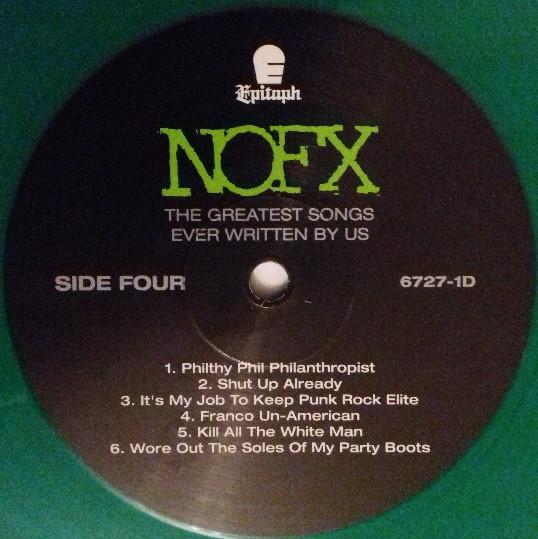 Epitaph
NOFX
THE GREATEST SONGS
EVER WRITTEN BY US
SIDE FOUR
6727-1D
1. Philthy Phil Philanthropist
2. Shut Up Already
3. It's My Job To Keep Punk Rock Elite
4. Franco Un-American
5. Kill All The White Man
6. Wore Out The Soles Of My Party Boots